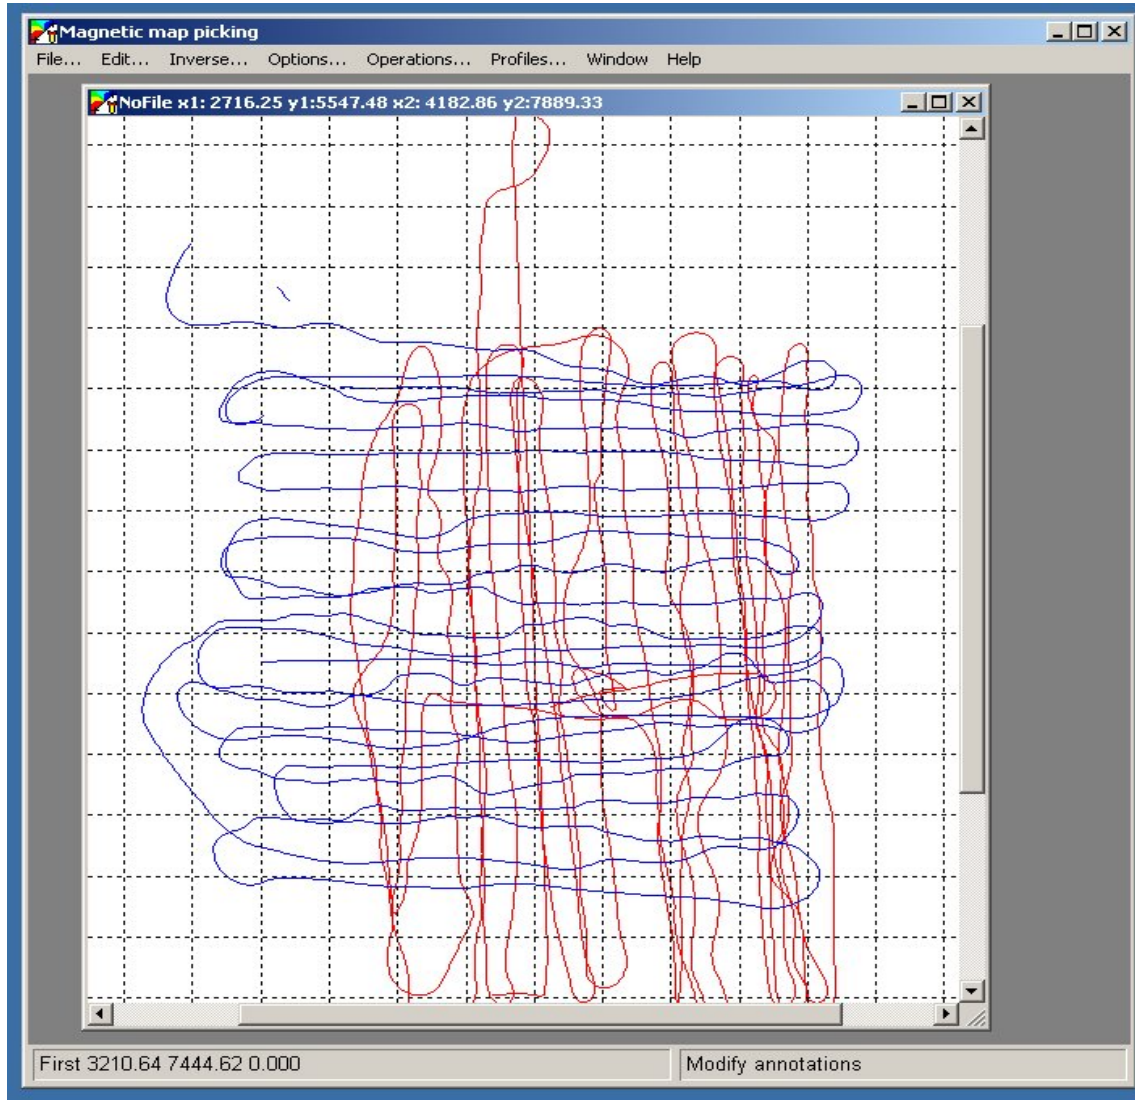 Magnetic map picking
File... Edit... Inverse... Options... Operations... Profiles... Window Help
NoFile x1: 2716.25 y1:5547.48 x2: 4182.86 y2:7889.33
First 3210.64 7444.62 0.000
Modify annotations